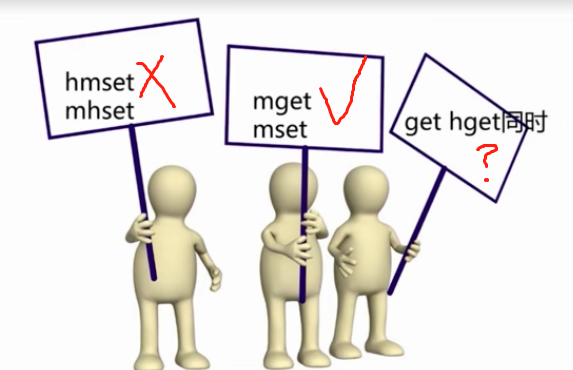 hmset
mhset
mget
mset
get hget同时
?